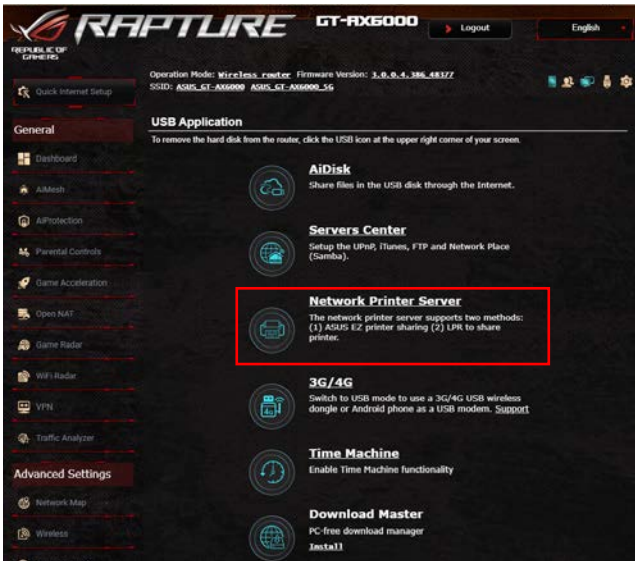 RAPTURE
GT-AX6000
Logout
English
REPUBLIC OF
GAMERS
Operation Mode: Wireless router Firmware Version: 3.0.0.4.386_48377
SSID: ASUS_GT-AX6000 ASUS_GT-AX6000_5G
Quick Internet Setup
General
Dashboard
AiMesh
AiProtection
Parental Controls
Game Acceleration
Open NAT
Game Radar
WiFi Radar
VPN
Traffic Analyzer
Advanced Settings
Network Map
Wireless
USB Application
To remove the hard disk from the router, click the USB icon at the upper right corner of your screen.
AiDisk
Share files in the USB disk through the Internet.
Servers Center
Setup the UPnP, iTunes, FTP and Network Place
(Samba).
Network Printer Server
The network printer server supports two methods:
(1) ASUS EZ printer sharing (2) LPR to share
printer.
4G
3G/4G
Switch to USB mode to use a 3G/4G USB wireless
dongle or Android phone as a USB modem. Support
Time Machine
Enable Time Machine functionality
Download Master
PC-free download manager
Install